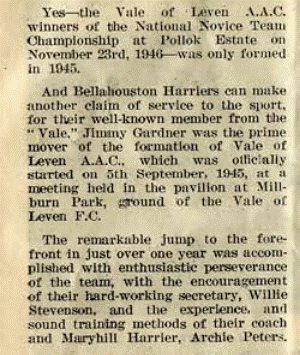 Yes—the Vale of Leven A.A.C.
winners of the National Novice Team
Championship at Pollok Estate on
November 23rd, 1946—was only formed
in 1945.
And Bellahouston Harriers can make
another claim of service to the sport,
for their well-known member from the
"Vale," Jimmy Gardner was the prime
mover of the formation of Vale of
Leven A.A.C., which was officially
started on 5th September, 1945, at a
meeting held in the pavilion at Mill-
burn Park, ground of the Vale of
Leven F.C.
The remarkable jump to the fore-
front in just over one year was accom-
plished with enthusiastic perseverance
of the team, with the encouragement
of their hard-working secretary, Willie
Stevenson, and the experience, and
sound training methods of their coach
and Maryhill Harrier, Archie Peters.